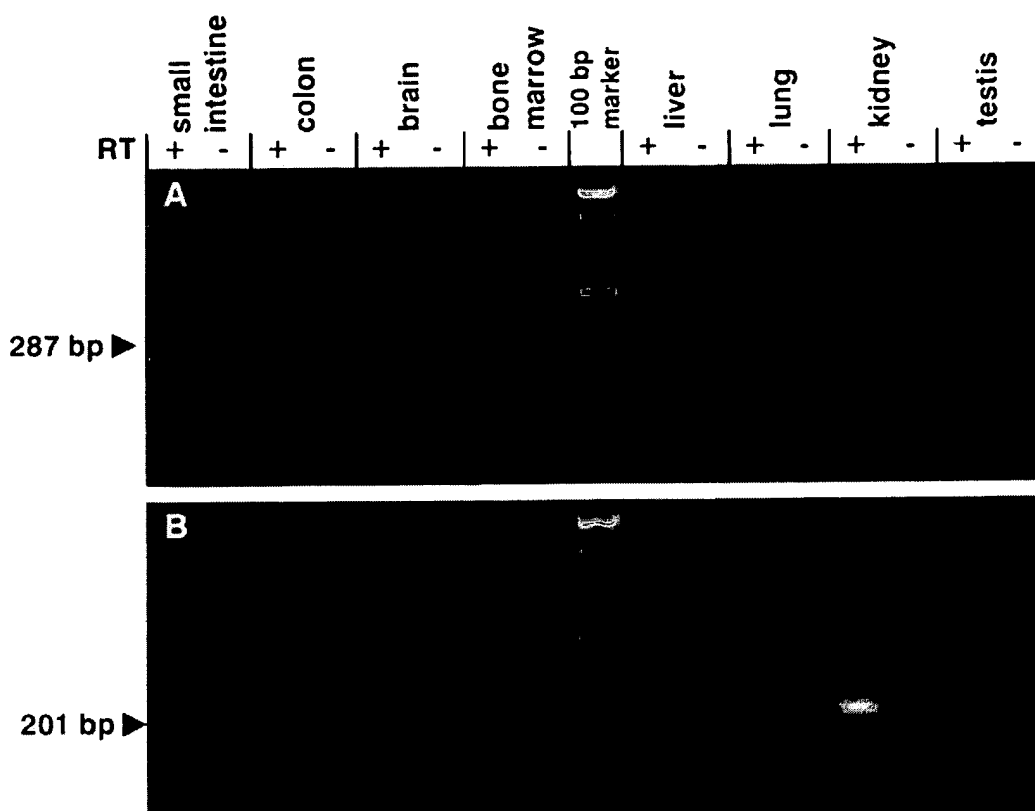 small intestine
colon
brain
bone marrow
100 bp marker
liver
lung
kidney
testis
RT + - + - + - + - + - + - + - + -
A
287 bp
B
201 bp